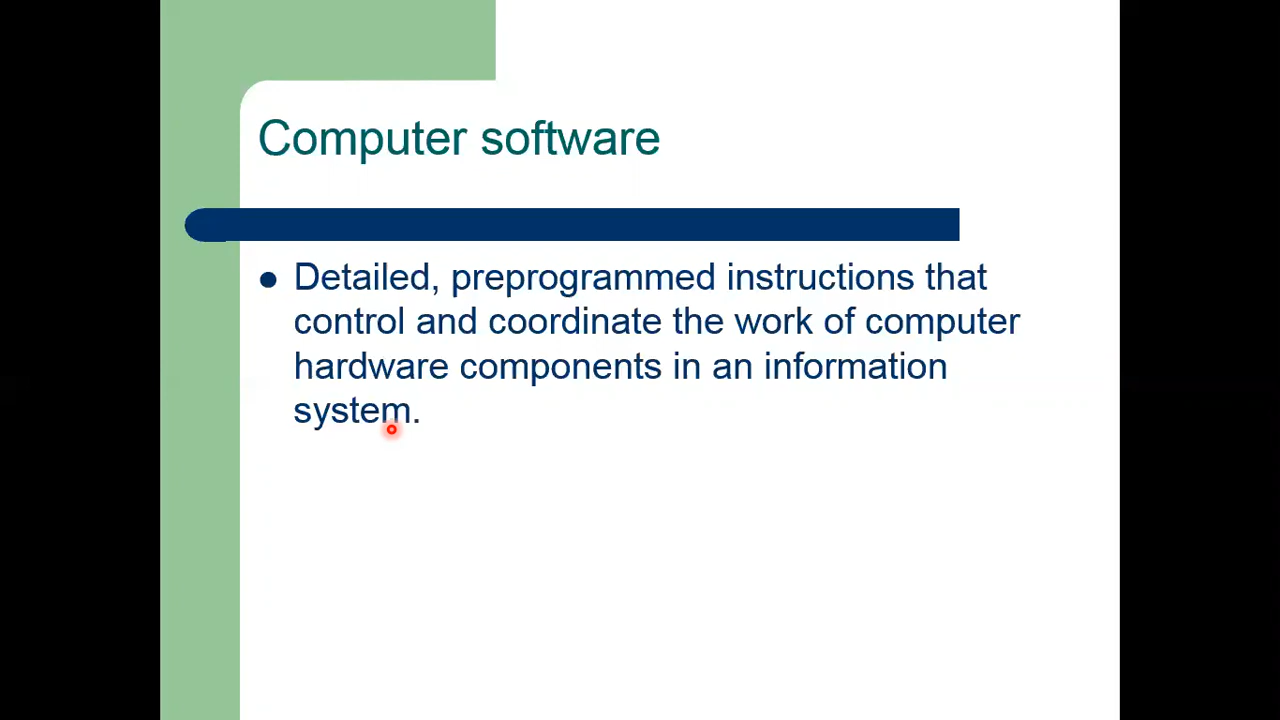 Computer software
Detailed, preprogrammed instructions that
control and coordinate the work of computer
hardware components in an information
system.